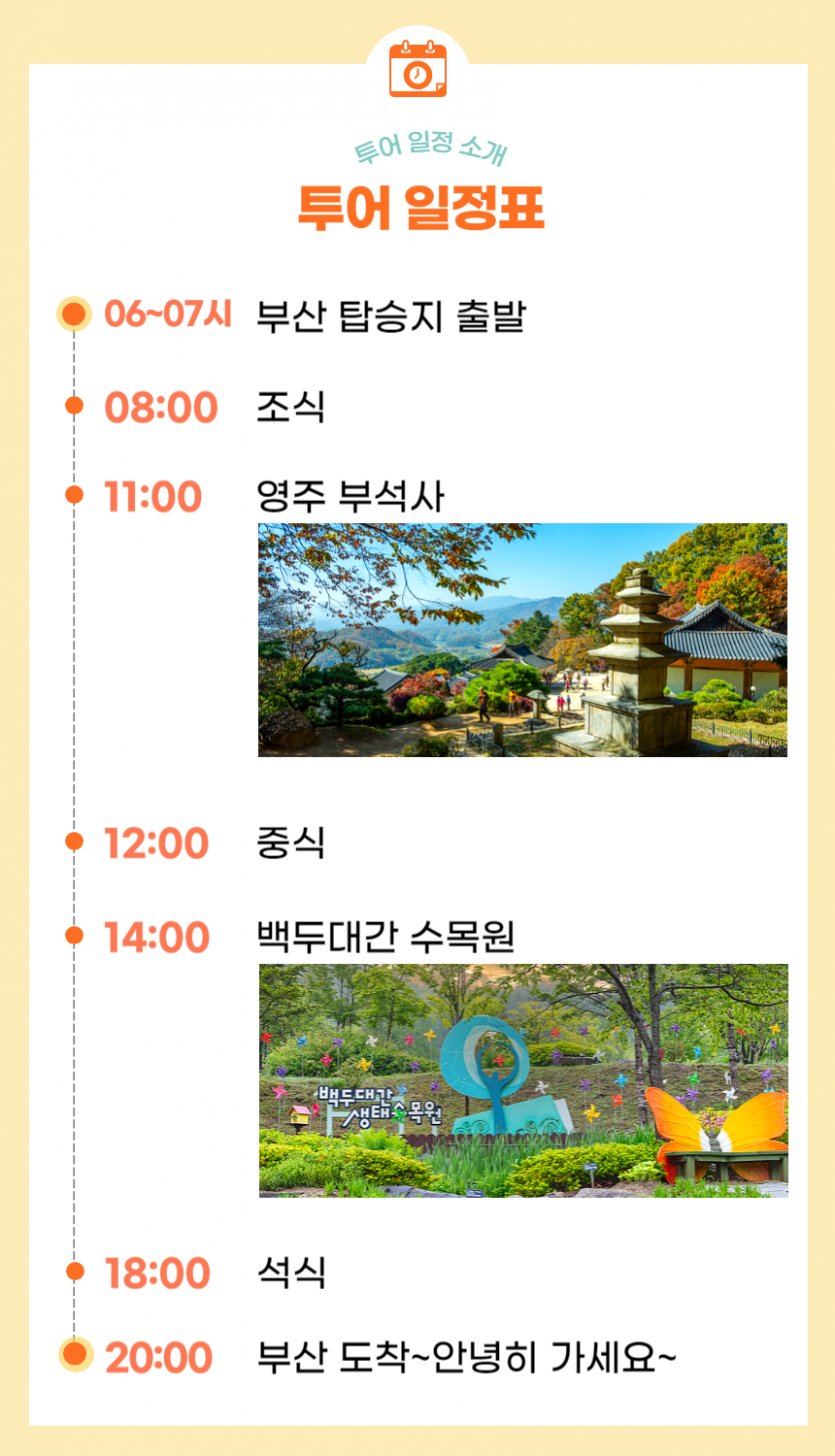 투어 일정 소개
투어 일정표
06~07시 부산 탑승지 출발
08:00 조식
11:00 영주 부석사
12:00 중식
14:00 백두대간 수목원
백두대간
생태수목원
18:00 석식
20:00 부산 도착~안녕히 가세요~